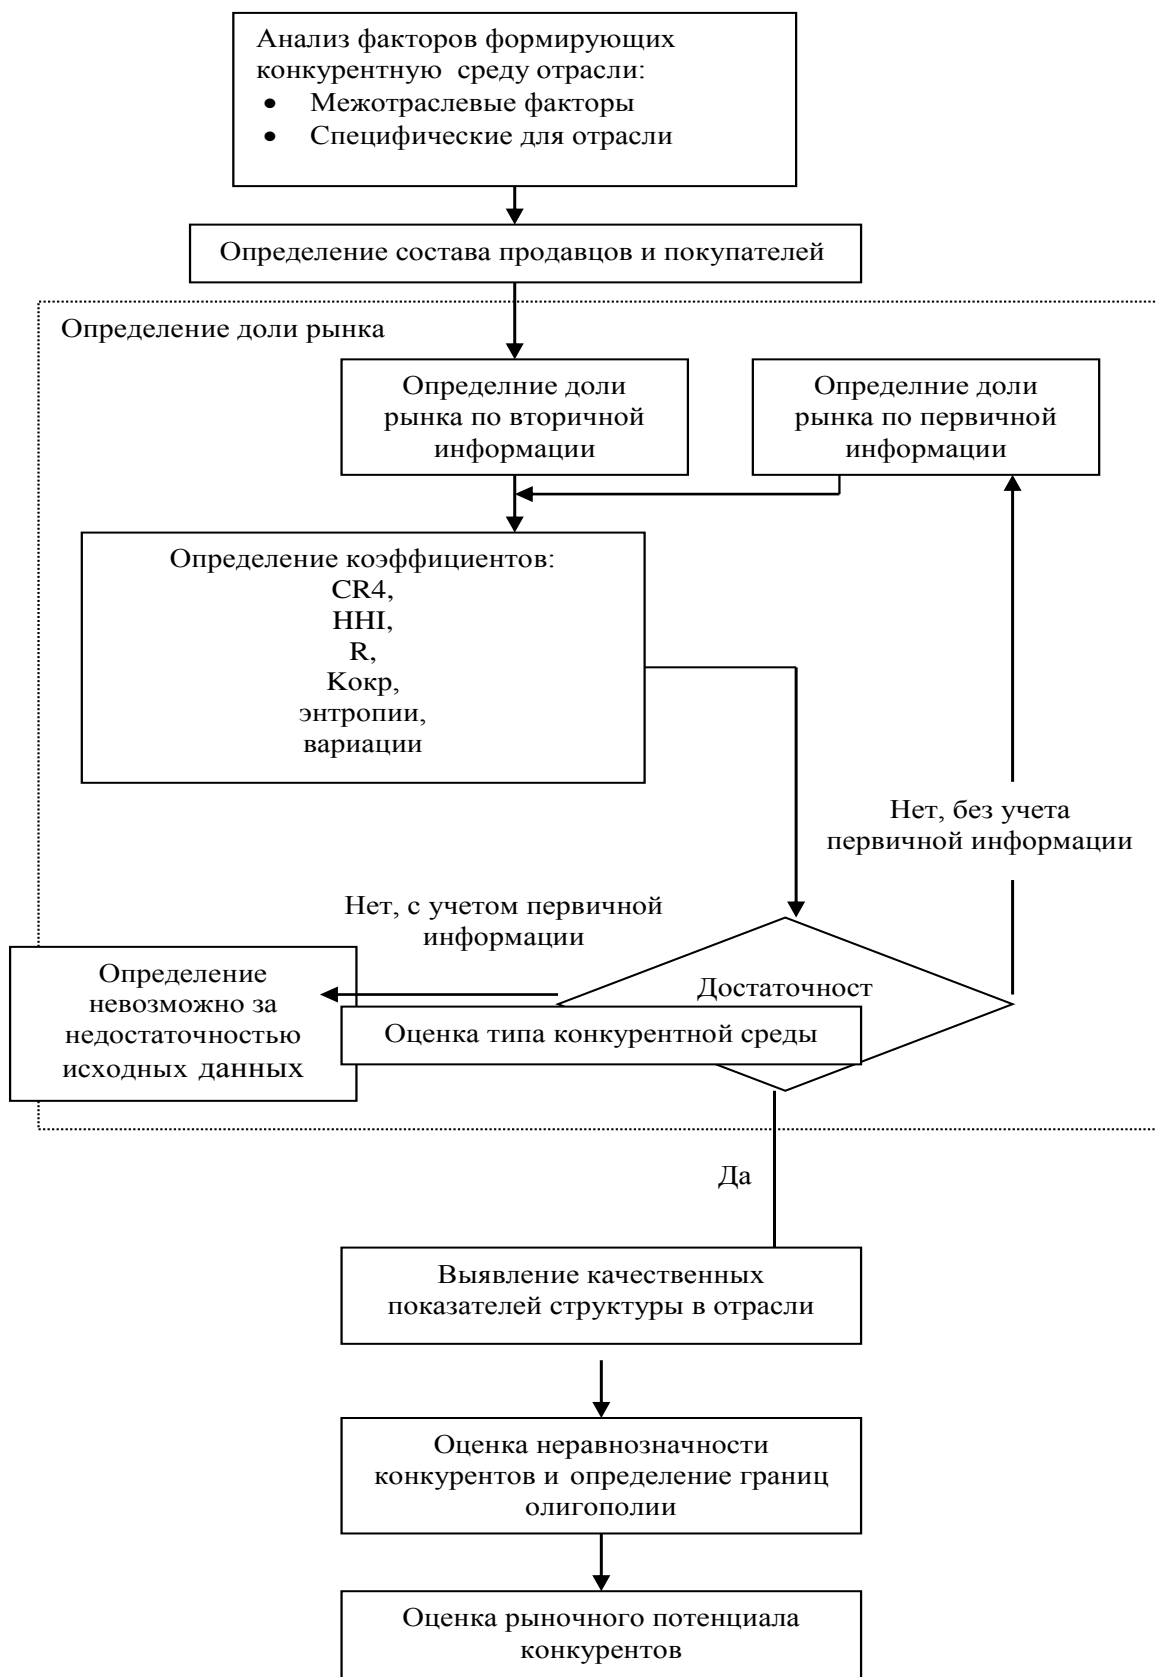 Анализ факторов формирующих
конкурентную среду отрасли:
• Межотраслевые факторы
• Специфические для отрасли
Определение состава продавцов и покупателей
Определение доли рынка
Определние доли
рынка по вторичной
информации
Определние доли
рынка по первичной
информации
Определение коэффициентов:
CR4,
HHI,
R,
Кокр,
энтропии,
вариации
Нет, без учета
первичной информации
Нет, с учетом первичной
информации
Определение
невозможно за
недостаточностью
исходных данных
Достаточност
Оценка типа конкурентной среды
Да
Выявление качественных
показателей структуры в отрасли
Оценка неравнозначности
конкурентов и определение границ
олигополии
Оценка рыночного потенциала
конкурентов